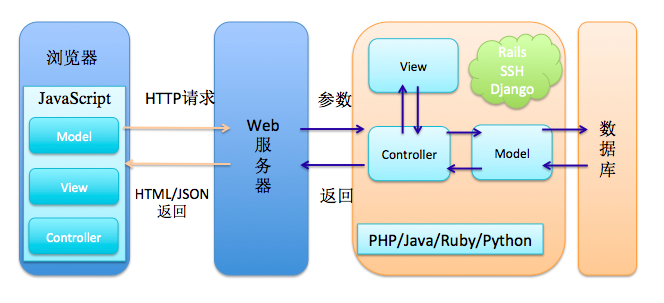 浏览器
JavaScript
Model
View
Controller
HTTP请求
HTML/JSON
返回
Web
服
务
器
参数
返回
View
Rails
SSH
Django
Controller
Model
PHP/Java/Ruby/Python
数
据
库